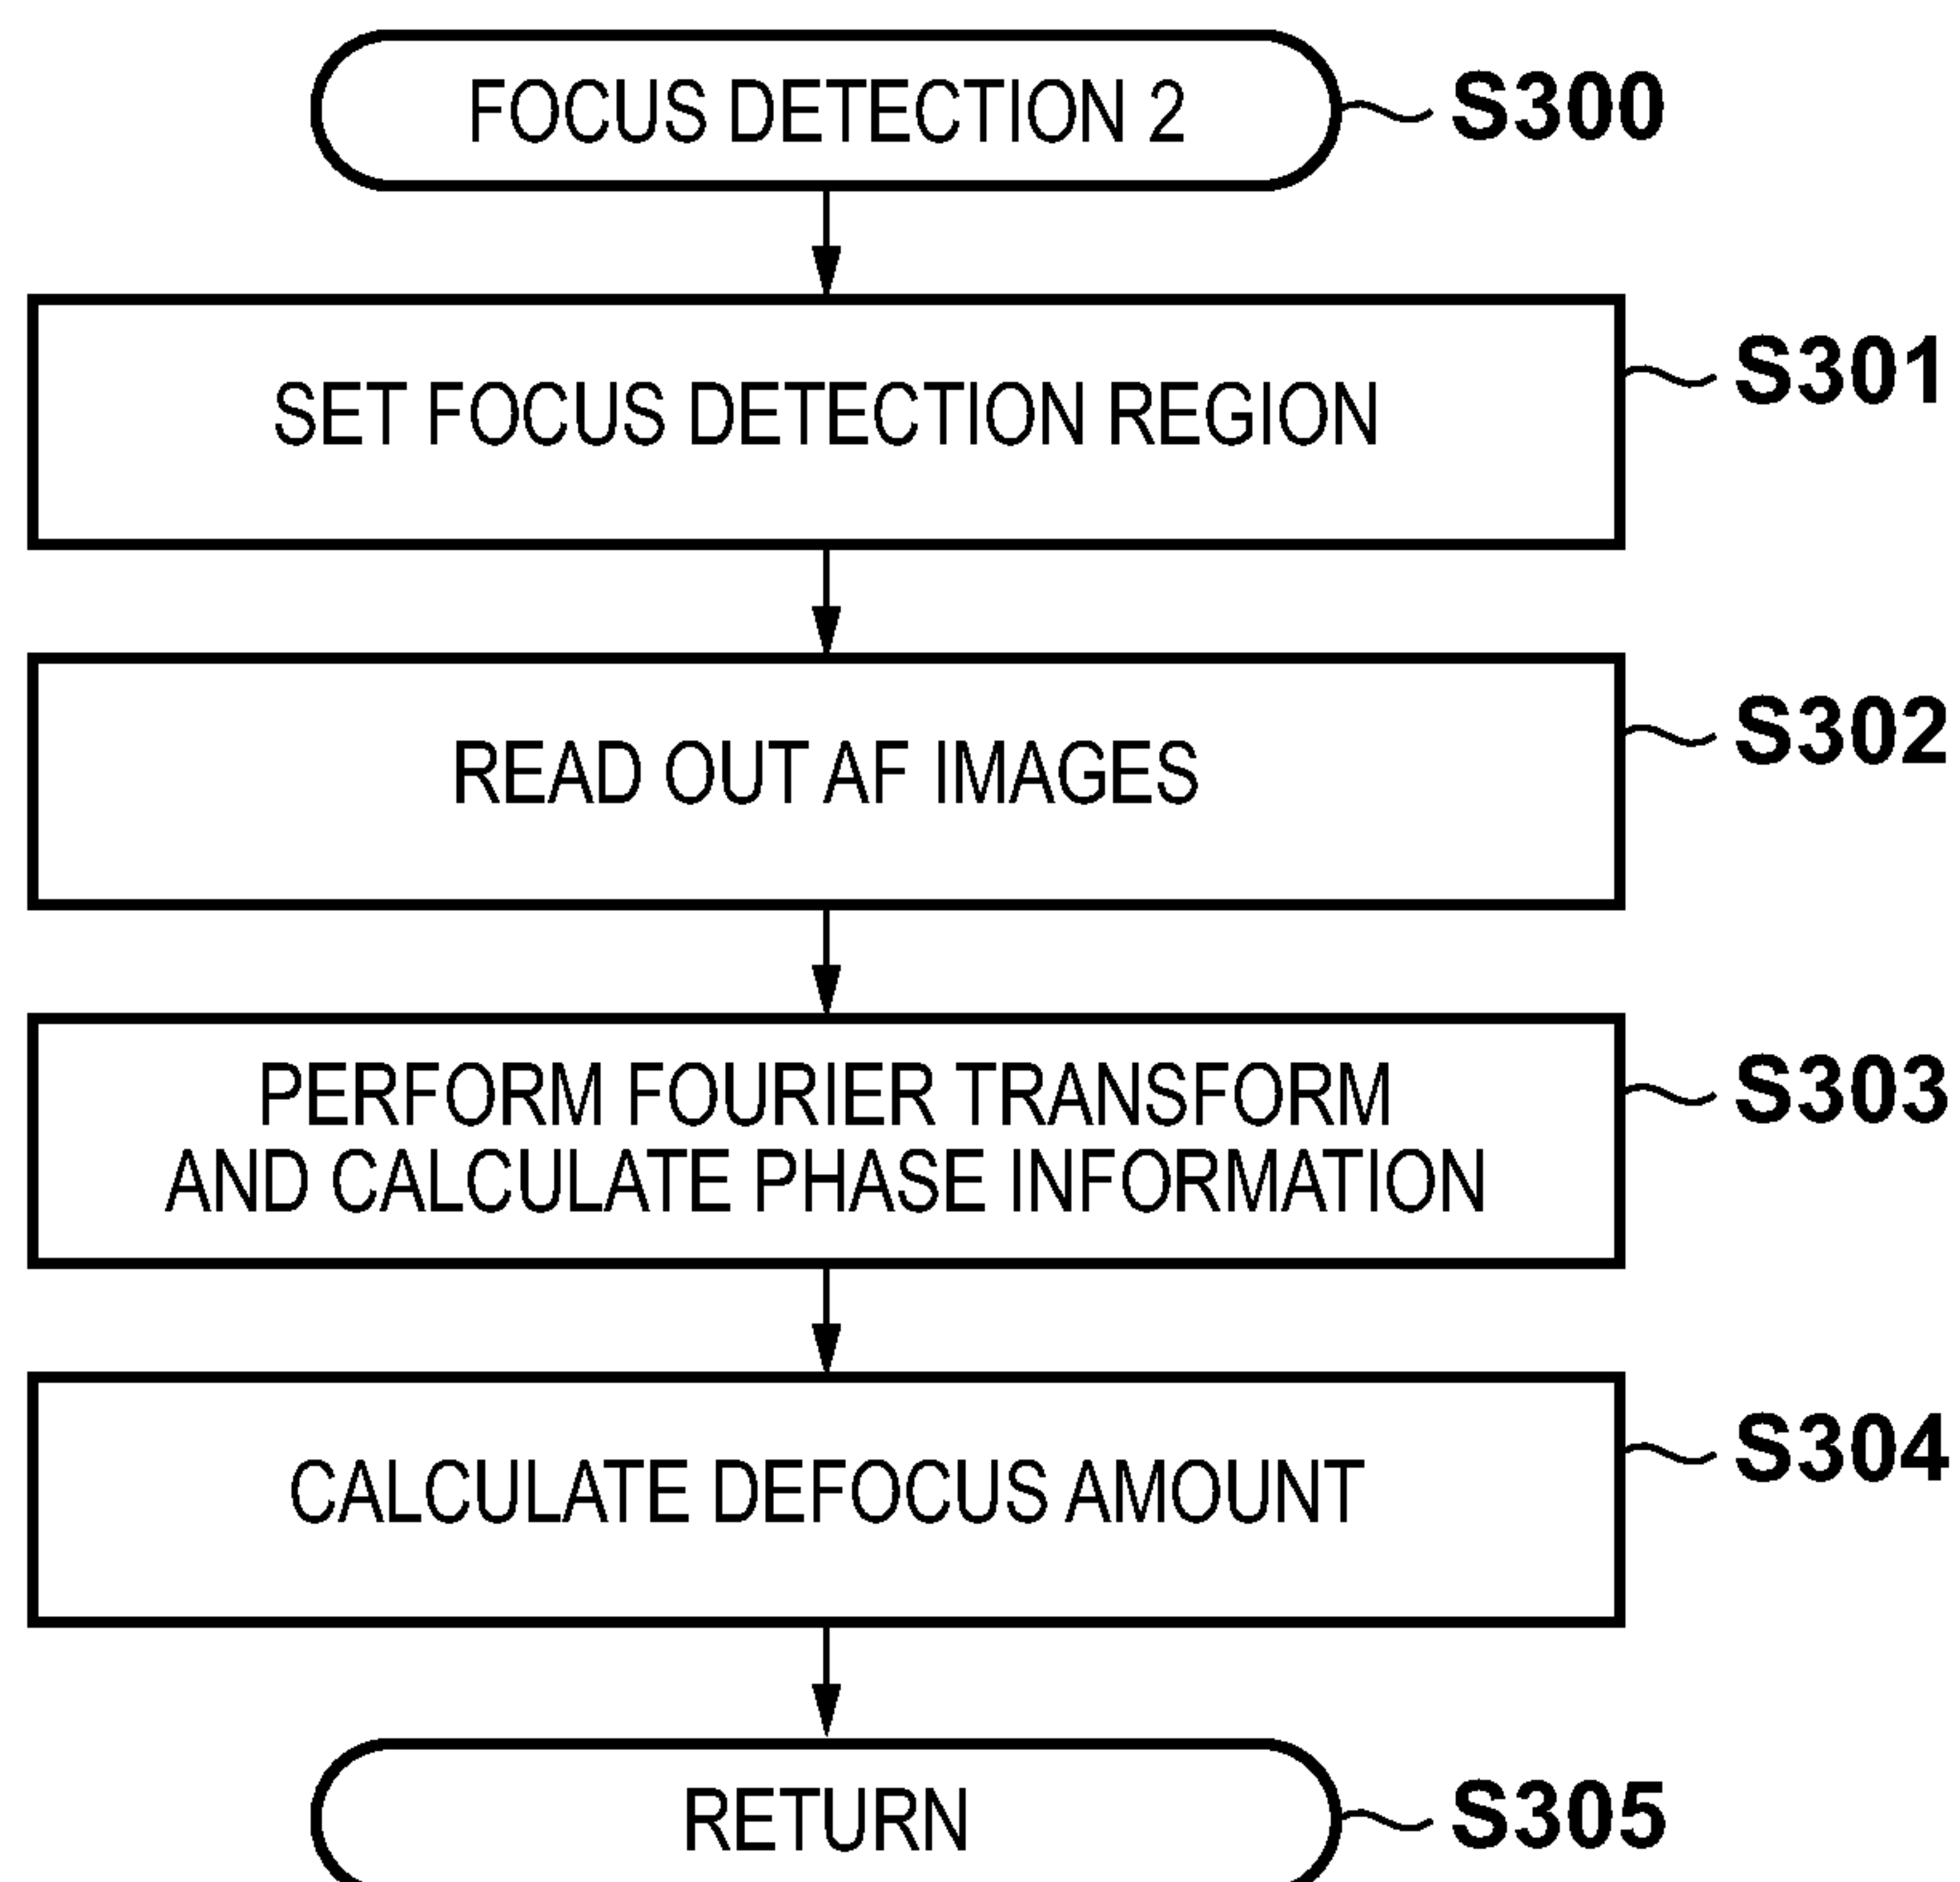 FOCUS DETECTION 2
S300
SET FOCUS DETECTION REGION
S301
READ OUT AF IMAGES
S302
PERFORM FOURIER TRANSFORM
AND CALCULATE PHASE INFORMATION
S303
CALCULATE DEFOCUS AMOUNT
S304
RETURN
S305